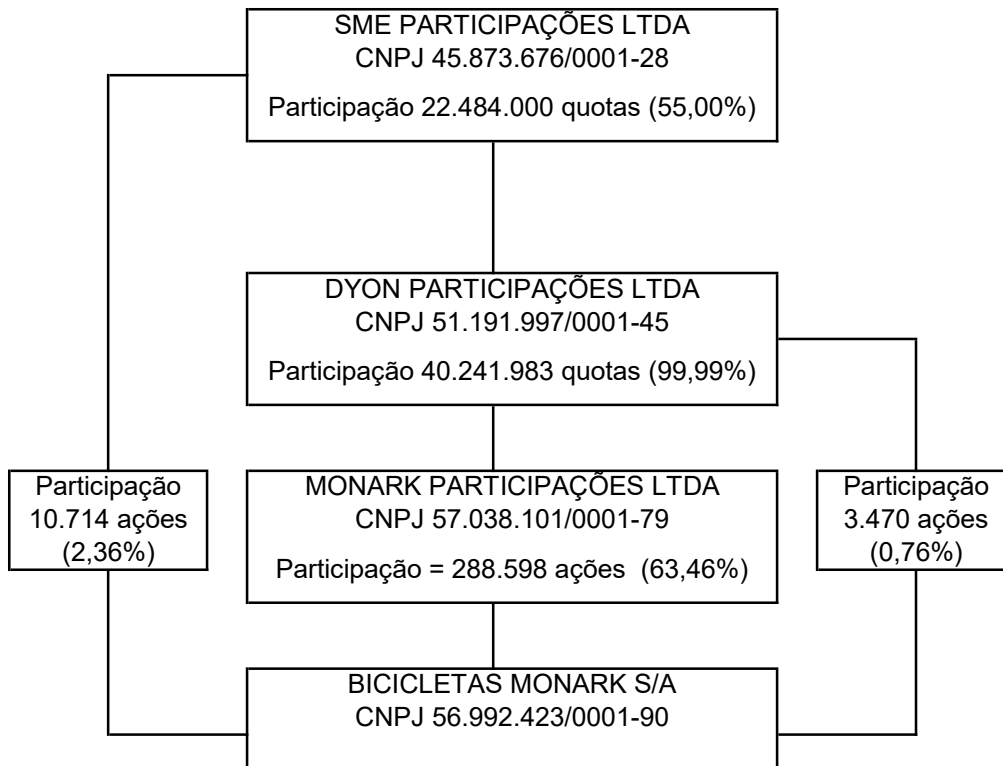 SME PARTICIPAÇÕES LTDA
CNPJ 45.873.676/0001-28
Participação 22.484.000 quotas (55,00%)
DYON PARTICIPAÇÕES LTDA
CNPJ 51.191.997/0001-45
Participação 40.241.983 quotas (99,99%)
Participação
10.714 ações
(2,36%)
MONARK PARTICIPAÇÕES LTDA
CNPJ 57.038.101/0001-79
Participação = 288.598 ações (63,46%)
Participação
3.470 ações
(0,76%)
BICICLETAS MONARK S/A
CNPJ 56.992.423/0001-90